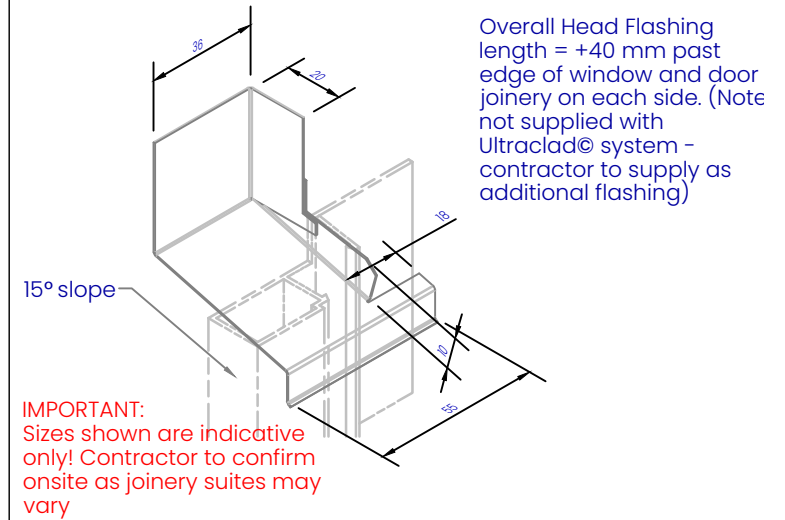 36
20
Overall Head Flashing
length = +40 mm past
edge of window and door
joinery on each side. (Note
not supplied with
Ultraclad© system -
contractor to supply as
additional flashing)
18
15° slope
10
55
IMPORTANT:
Sizes shown are indicative
only! Contractor to confirm
onsite as joinery suites may
vary